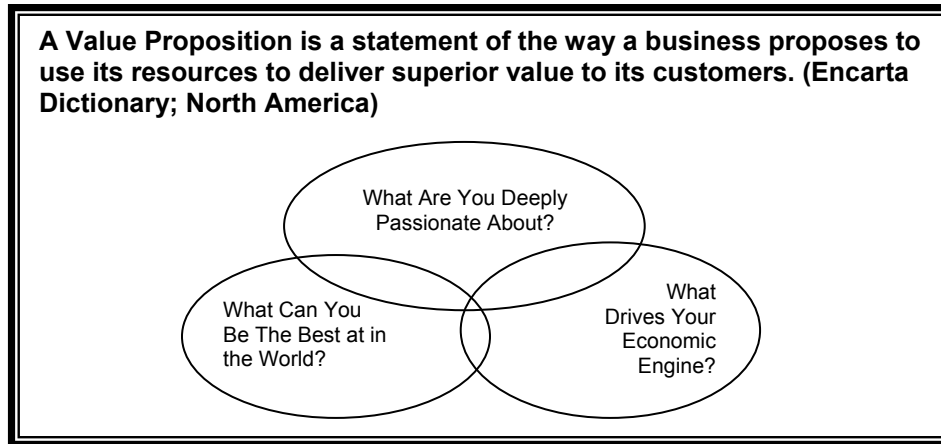 A Value Proposition is a statement of the way a business proposes to
use its resources to deliver superior value to its customers. (Encarta
Dictionary; North America)
What Are You Deeply
Passionate About?
What Can You
Be The Best at in
the World?
What
Drives Your
Economic
Engine?